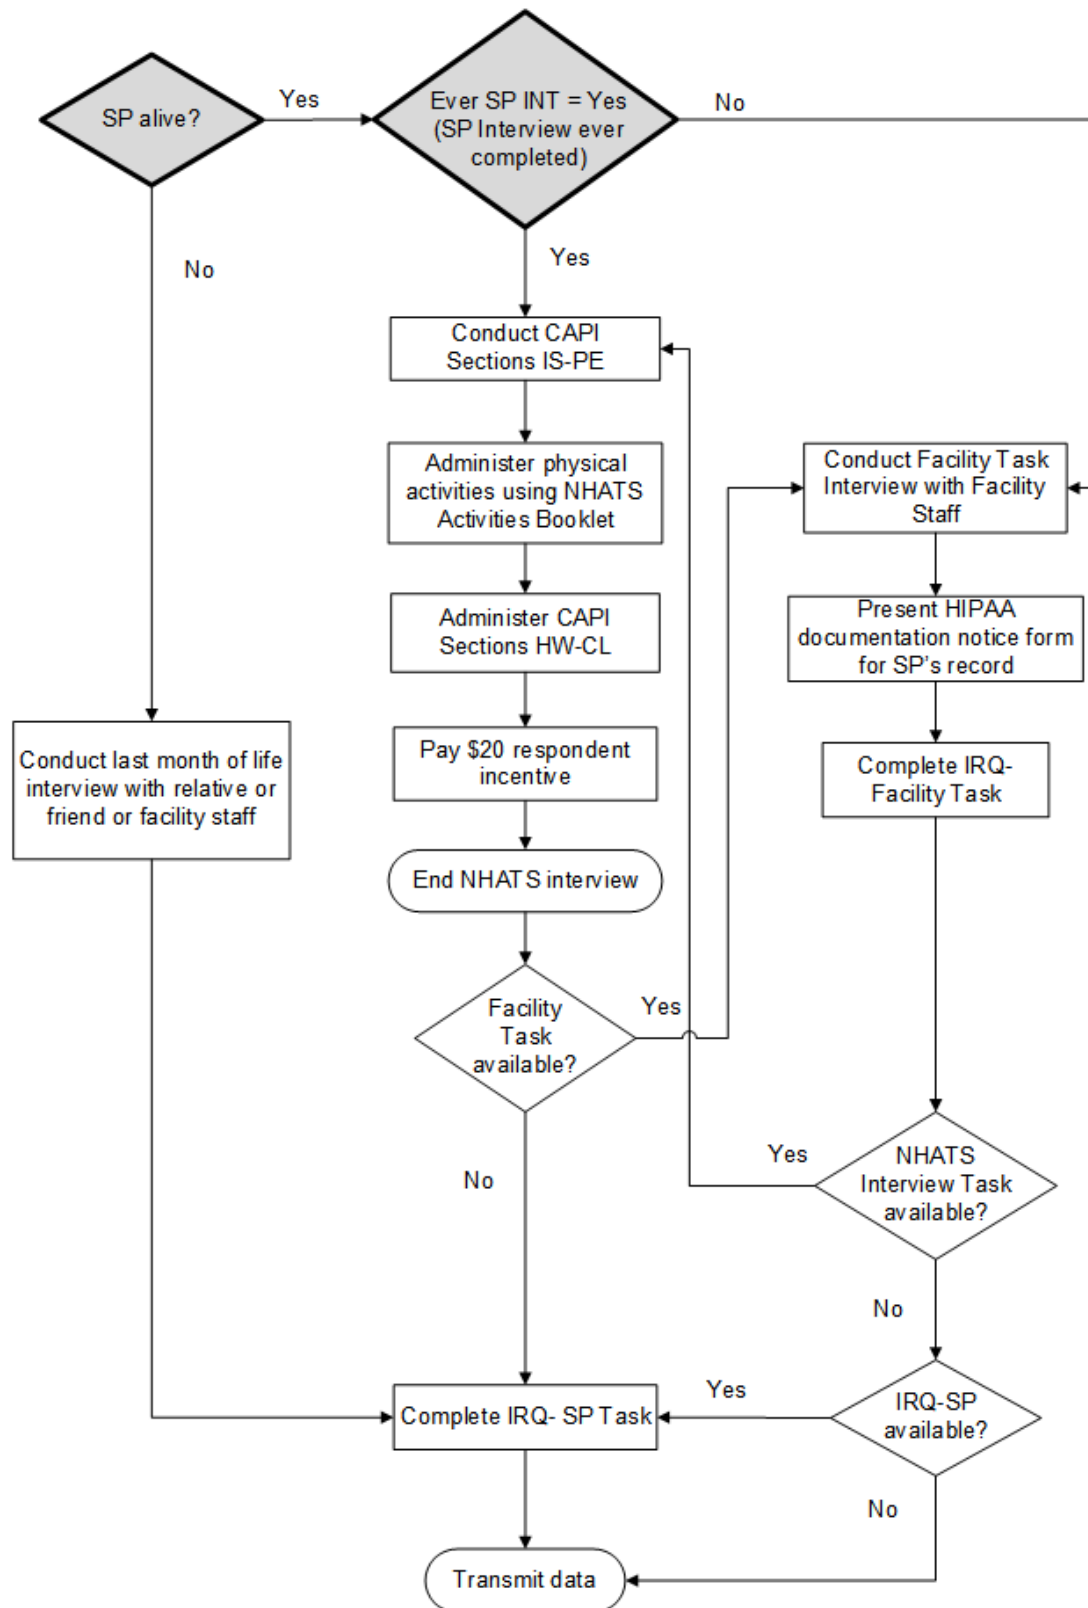 SP alive?
Yes
Ever SP INT = Yes
(SP Interview ever
completed)
No
No
Yes
Conduct CAPI
Sections IS-PE
Administer physical
activities using NHATS
Activities Booklet
Conduct Facility Task
Interview with Facility
Staff
Administer CAPI
Sections HW-CL
Present HIPAA
documentation notice form
for SP's record
Conduct last month of life
interview with relative or
friend or facility staff
Pay $20 respondent
incentive
Complete IRQ-
Facility Task
End NHATS interview
Facility
Task
available?
Yes
No
Yes
NHATS
Interview Task
available?
No
Complete IRQ- SP Task
Yes
IRQ-SP
available?
No
Transmit data